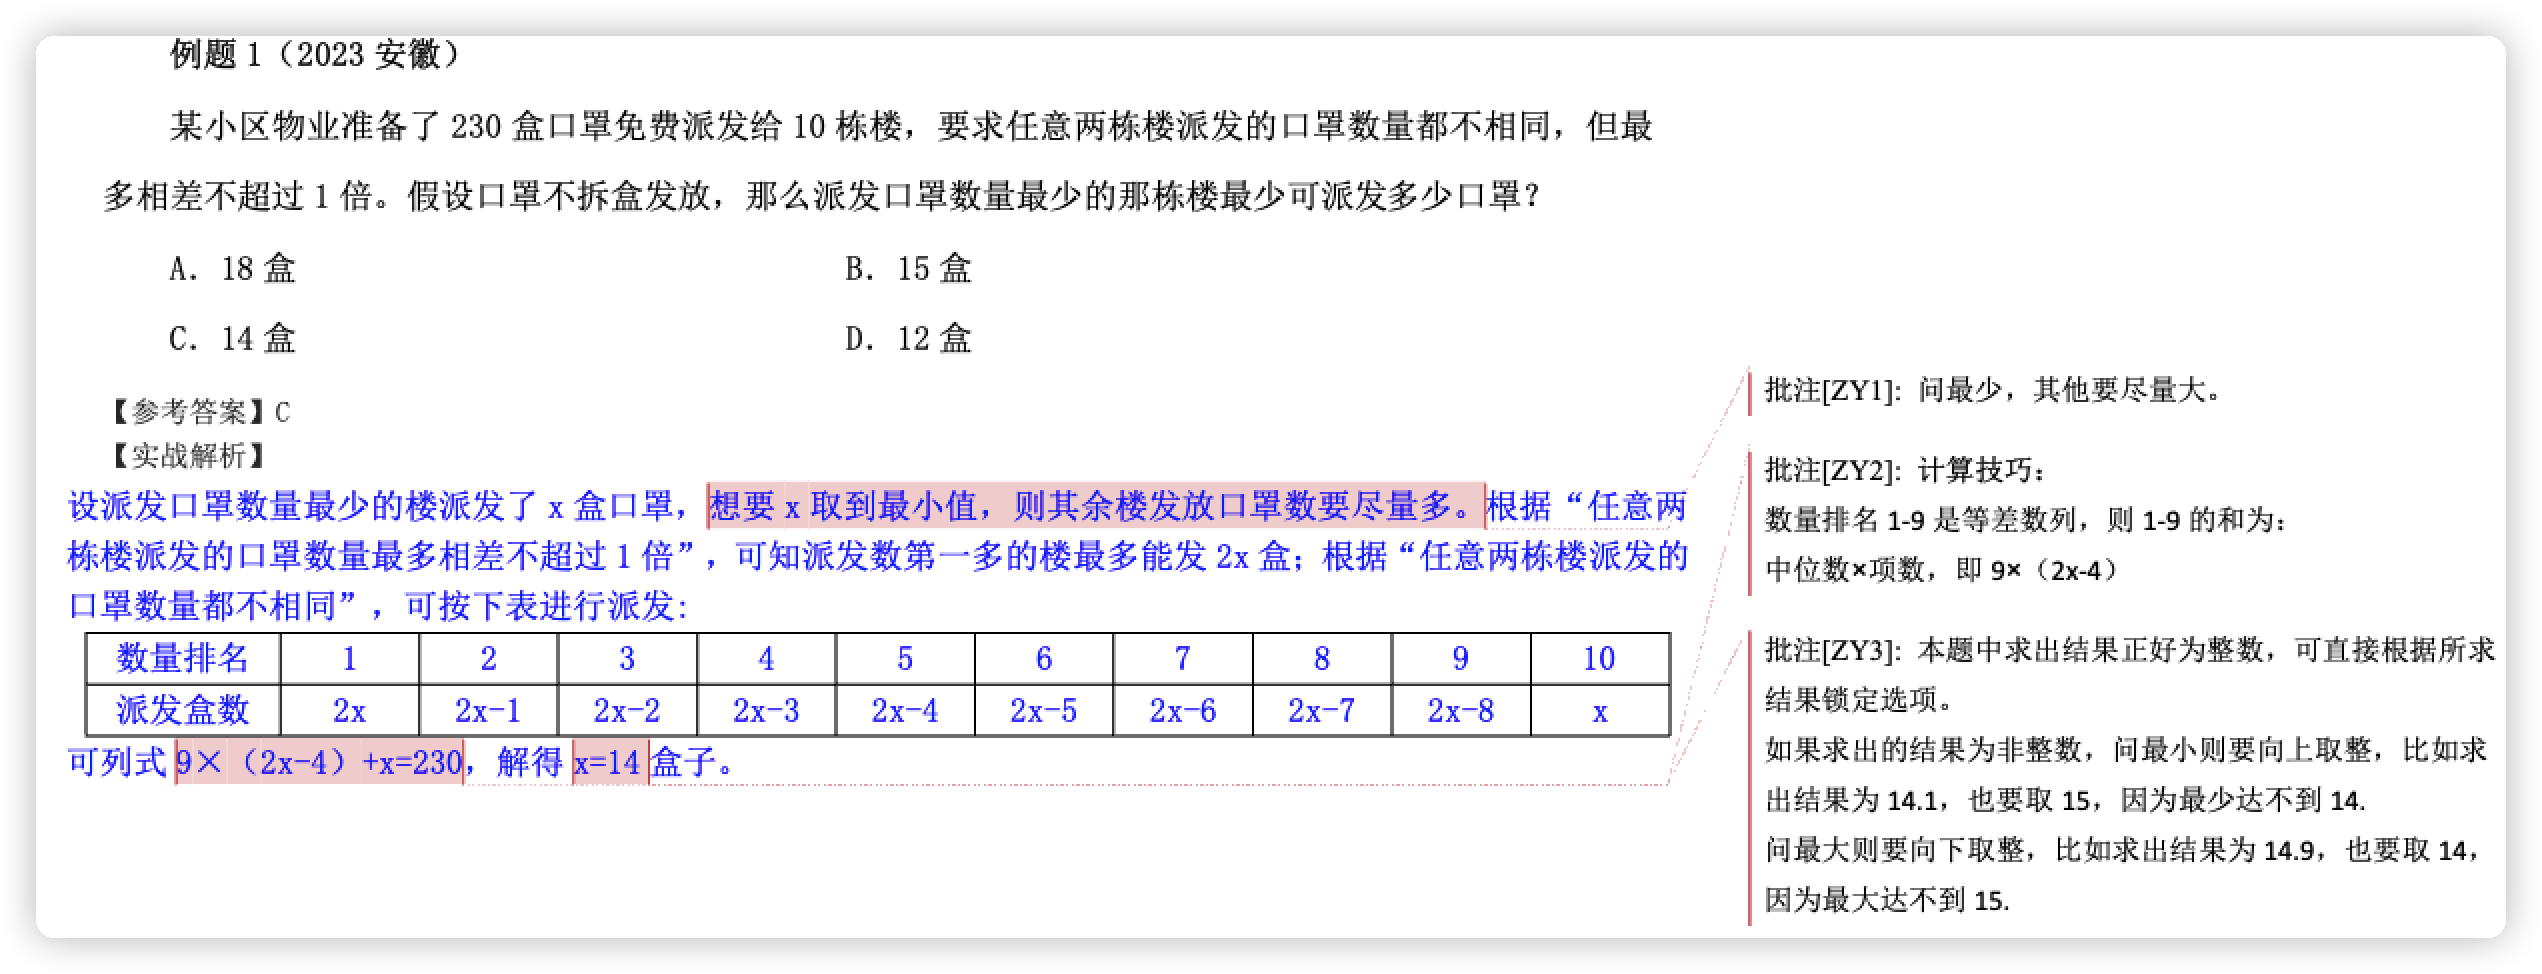 例题 1（2023 安徽）
某小区物业准备了 230 盒口罩免费派发给 10 栋楼，要求任意两栋楼派发的口罩数量都不相同，但最
多相差不超过 1 倍。假设口罩不拆盒发放，那么派发口罩数量最少的那栋楼最少可派发多少口罩？
A. 18 盒 B. 15 盒
C. 14 盒 D. 12 盒
【参考答案】C
【实战解析】
设派发口罩数量最少的楼派发了 x 盒口罩，想要 x 取到最小值，则其余楼发放口罩数要尽量多。根据“任意两
栋楼派发的口罩数量最多相差不超过 1 倍”，可知派发数第一多的楼最多能发 2x 盒；根据“任意两栋楼派发的
口罩数量都不相同”，可按下表进行派发：
数量排名 1 2 3 4 5 6 7 8 9 10
派发盒数 2x 2x-1 2x-2 2x-3 2x-4 2x-5 2x-6 2x-7 2x-8 x
可列式 9×（2x-4）+x=230，解得 x=14 盒子。
批注[ZY1]: 问最少，其他要尽量大。
批注[ZY2]: 计算技巧：
数量排名 1-9 是等差数列，则 1-9 的和为：
中位数×项数，即 9×（2x-4）
批注[ZY3]: 本题中求出结果正好为整数，可直接根据所求
结果锁定选项。
如果求出的结果为非整数，问最小则要向上取整，比如求
出结果为 14.1，也要取 15，因为最少达不到 14.
问最大则要向下取整，比如求出结果为 14.9，也要取 14，
因为最大达不到 15.